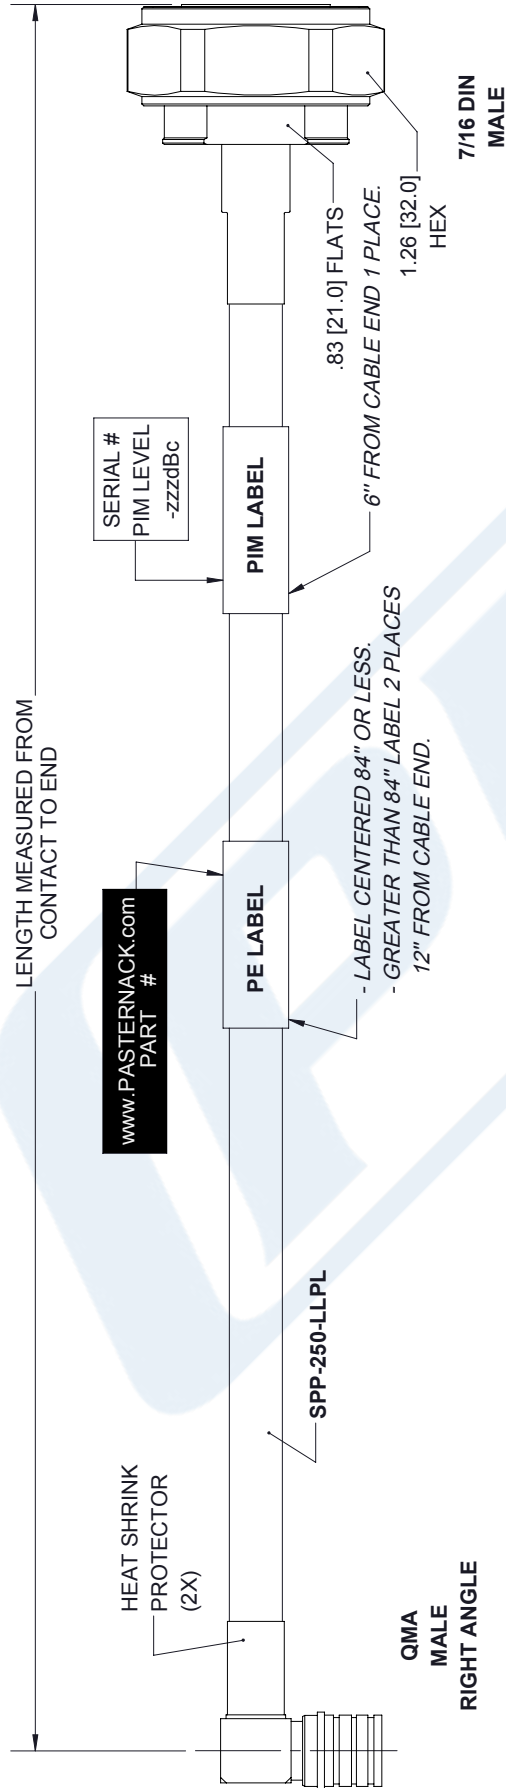 LENGTH MEASURED FROM
CONTACT TO END
HEAT SHRINK
PROTECTOR
(2X)
www.PASTERNACK.com
PART #
SERIAL #
PIM LEVEL
-zzzdBc
PE LABEL
PIM LABEL
SPP-250-LLPL
- LABEL CENTERED 84" OR LESS.
- GREATER THAN 84" LABEL 2 PLACES
12" FROM CABLE END.
.83 [21.0] FLATS
6" FROM CABLE END 1 PLACE.
1.26 [32.0]
HEX
QMA
MALE
RIGHT ANGLE
7/16 DIN
MALE